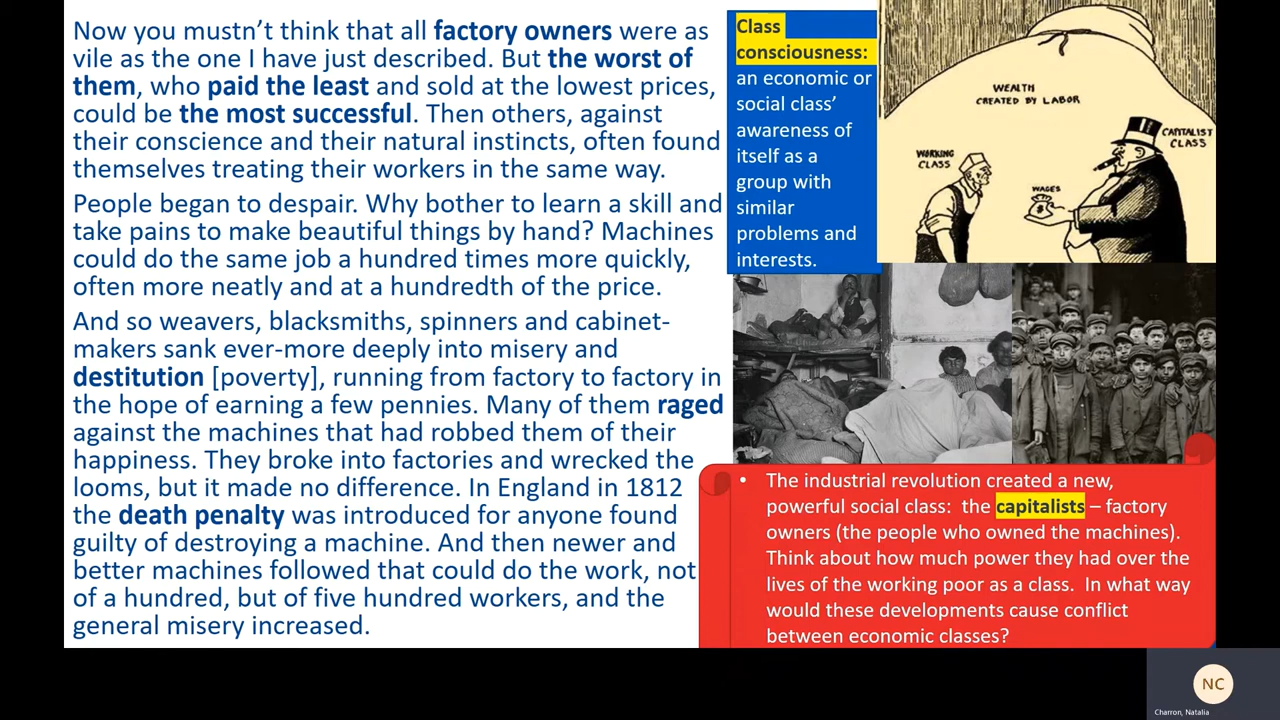 Now you mustn’t think that all factory owners were as
vile as the one I have just described. But the worst of
them, who paid the least and sold at the lowest prices,
could be the most successful. Then others, against
their conscience and their natural instincts, often found
themselves treating their workers in the same way.
People began to despair. Why bother to learn a skill and
take pains to make beautiful things by hand? Machines
could do the same job a hundred times more quickly,
often more neatly and at a hundredth of the price.
And so weavers, blacksmiths, spinners and cabinet-
makers sank ever-more deeply into misery and
destitution [poverty], running from factory to factory in
the hope of earning a few pennies. Many of them raged
against the machines that had robbed them of their
happiness. They broke into factories and wrecked the
looms, but it made no difference. In England in 1812
the death penalty was introduced for anyone found
guilty of destroying a machine. And then newer and
better machines followed that could do the work, not
of a hundred, but of five hundred workers, and the
general misery increased.
Class
consciousness:
an economic or
social class’
awareness of
itself as a
group with
similar
problems and
interests.
WEALTH
CREATED BY LABOR
CAPITALIST
CLASS
WORKING
CLASS
WAGES
$
• The industrial revolution created a new,
powerful social class: the capitalists – factory
owners (the people who owned the machines).
Think about how much power they had over the
lives of the working poor as a class. In what way
would these developments cause conflict
between economic classes?
NC
Charron, Natalia